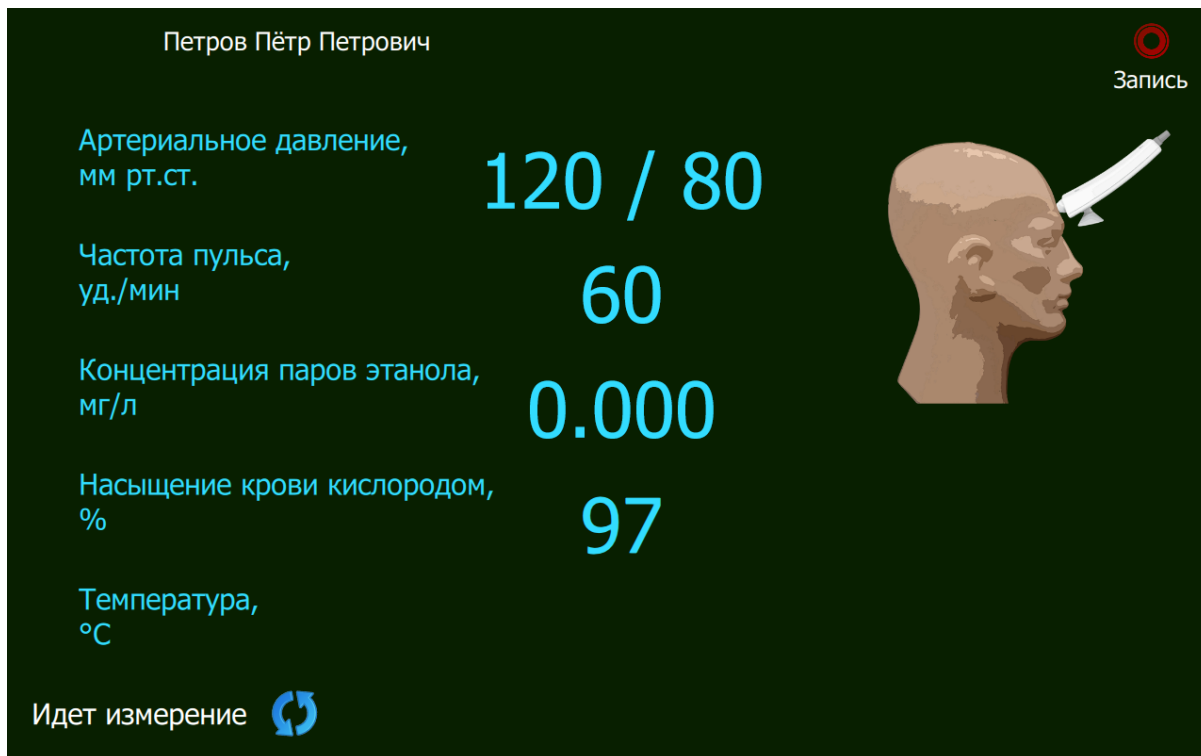 Петров Пётр Петрович
Запись
Артериальное давление,
мм рт.ст.
120 / 80
Частота пульса,
уд./мин
60
Концентрация паров этанола,
мг/л
0.000
Насыщение крови кислородом,
%
97
Температура,
°C
Идет измерение